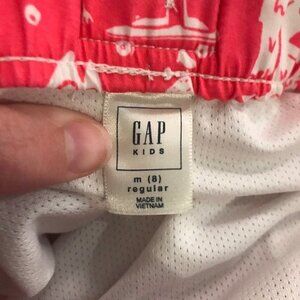 GAP
KIDS
m (8)
regular
MADE IN
VIETNAM